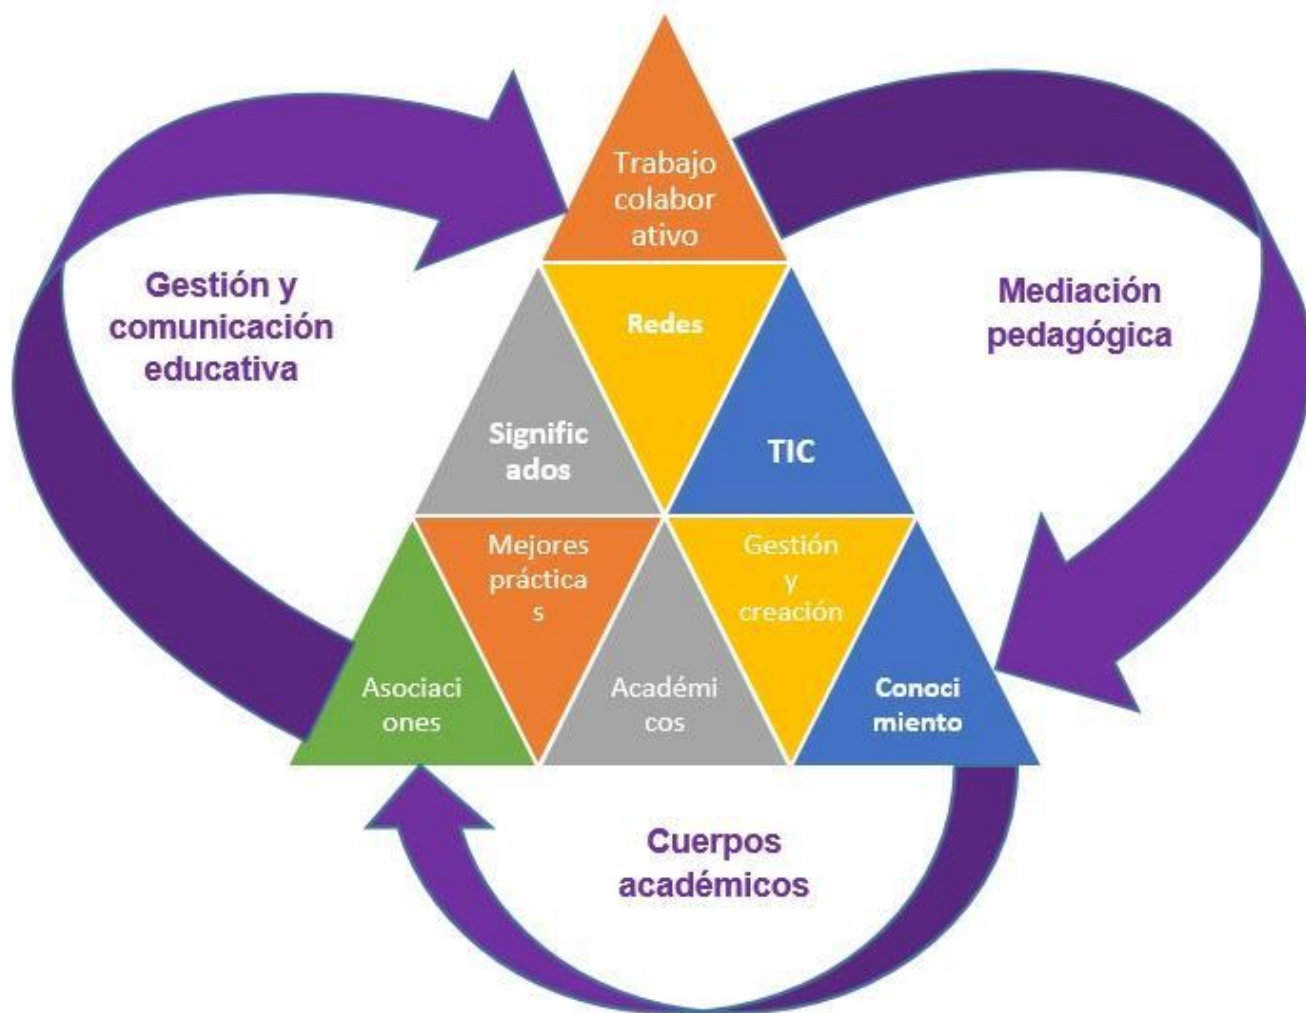 Trabajo
colabor
ativo
Gestión y
comunicación
educativa
Mediación
pedagógica
Redes
Signific
ados
TIC
Mejores
práctica
s
Gestión
y
creación
Asociaci
ones
Académi
cos
Conoci
miento
Cuerpos
académicos